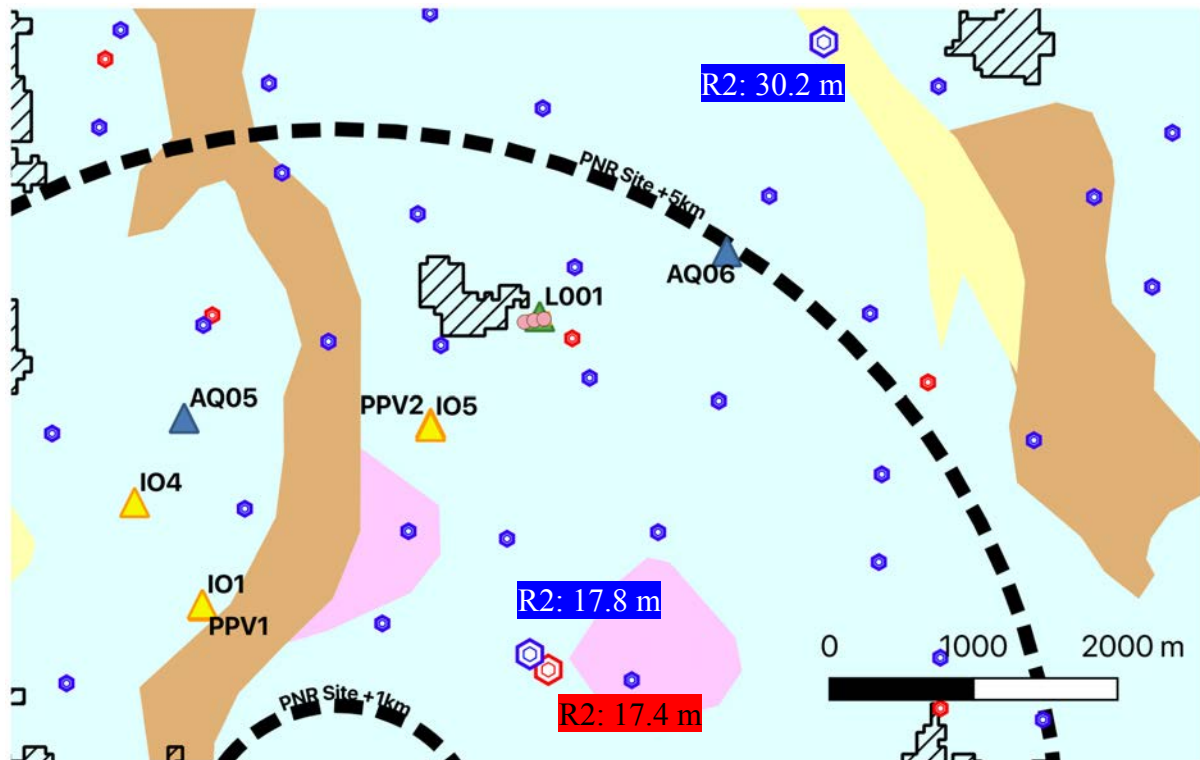 R2: 30.2 m
PNR Site +5km
AQ06
L001
AQ05
PPV2 IO5
IO4
IO1
PPV1
R2: 17.8 m
0 1000 2000 m
PNR Site +1km
R2: 17.4 m